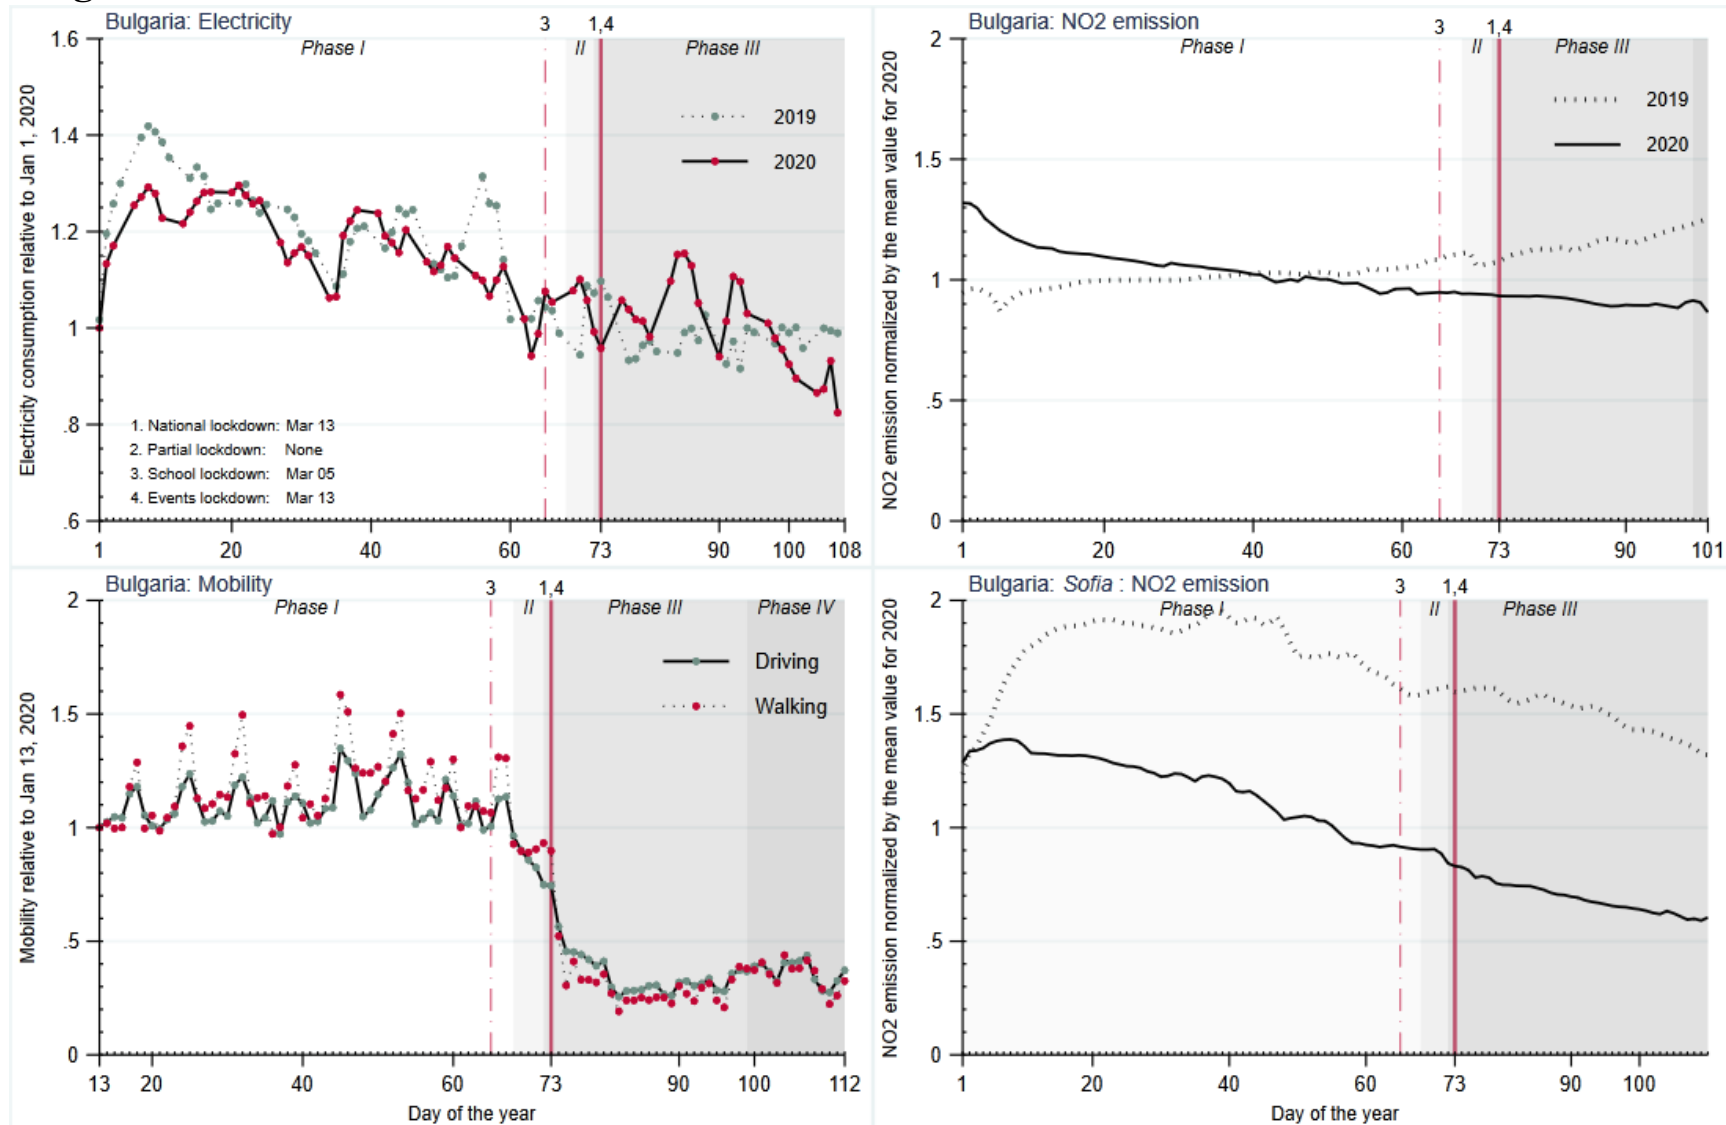 Bulgaria: Electricity
3
1,4
Phase I
II
Phase III
1.6
1.4
1.2
1
.8
.6
Electricity consumption relative to Jan 1, 2020
2019
2020
1. National lockdown: Mar 13
2. Partial lockdown: None
3. School lockdown: Mar 05
4. Events lockdown: Mar 13
1
20
40
60
73
90
100
108
Bulgaria: NO2 emission
3
1,4
Phase I
II
Phase III
2
1.5
1
.5
0
NO2 emission normalized by the mean value for 2020
2019
2020
1
20
40
60
73
90
101
Bulgaria: Mobility
3
1,4
Phase I
II
Phase III
Phase IV
2
1.5
1
.5
0
Mobility relative to Jan 13, 2020
Driving
Walking
13
20
40
60
73
90
100
112
Day of the year
Bulgaria: Sofia : NO2 emission
3
1,4
Phase I
II
Phase III
2
1.5
1
.5
0
NO2 emission normalized by the mean value for 2020
1
20
40
60
73
90
100
Day of the year